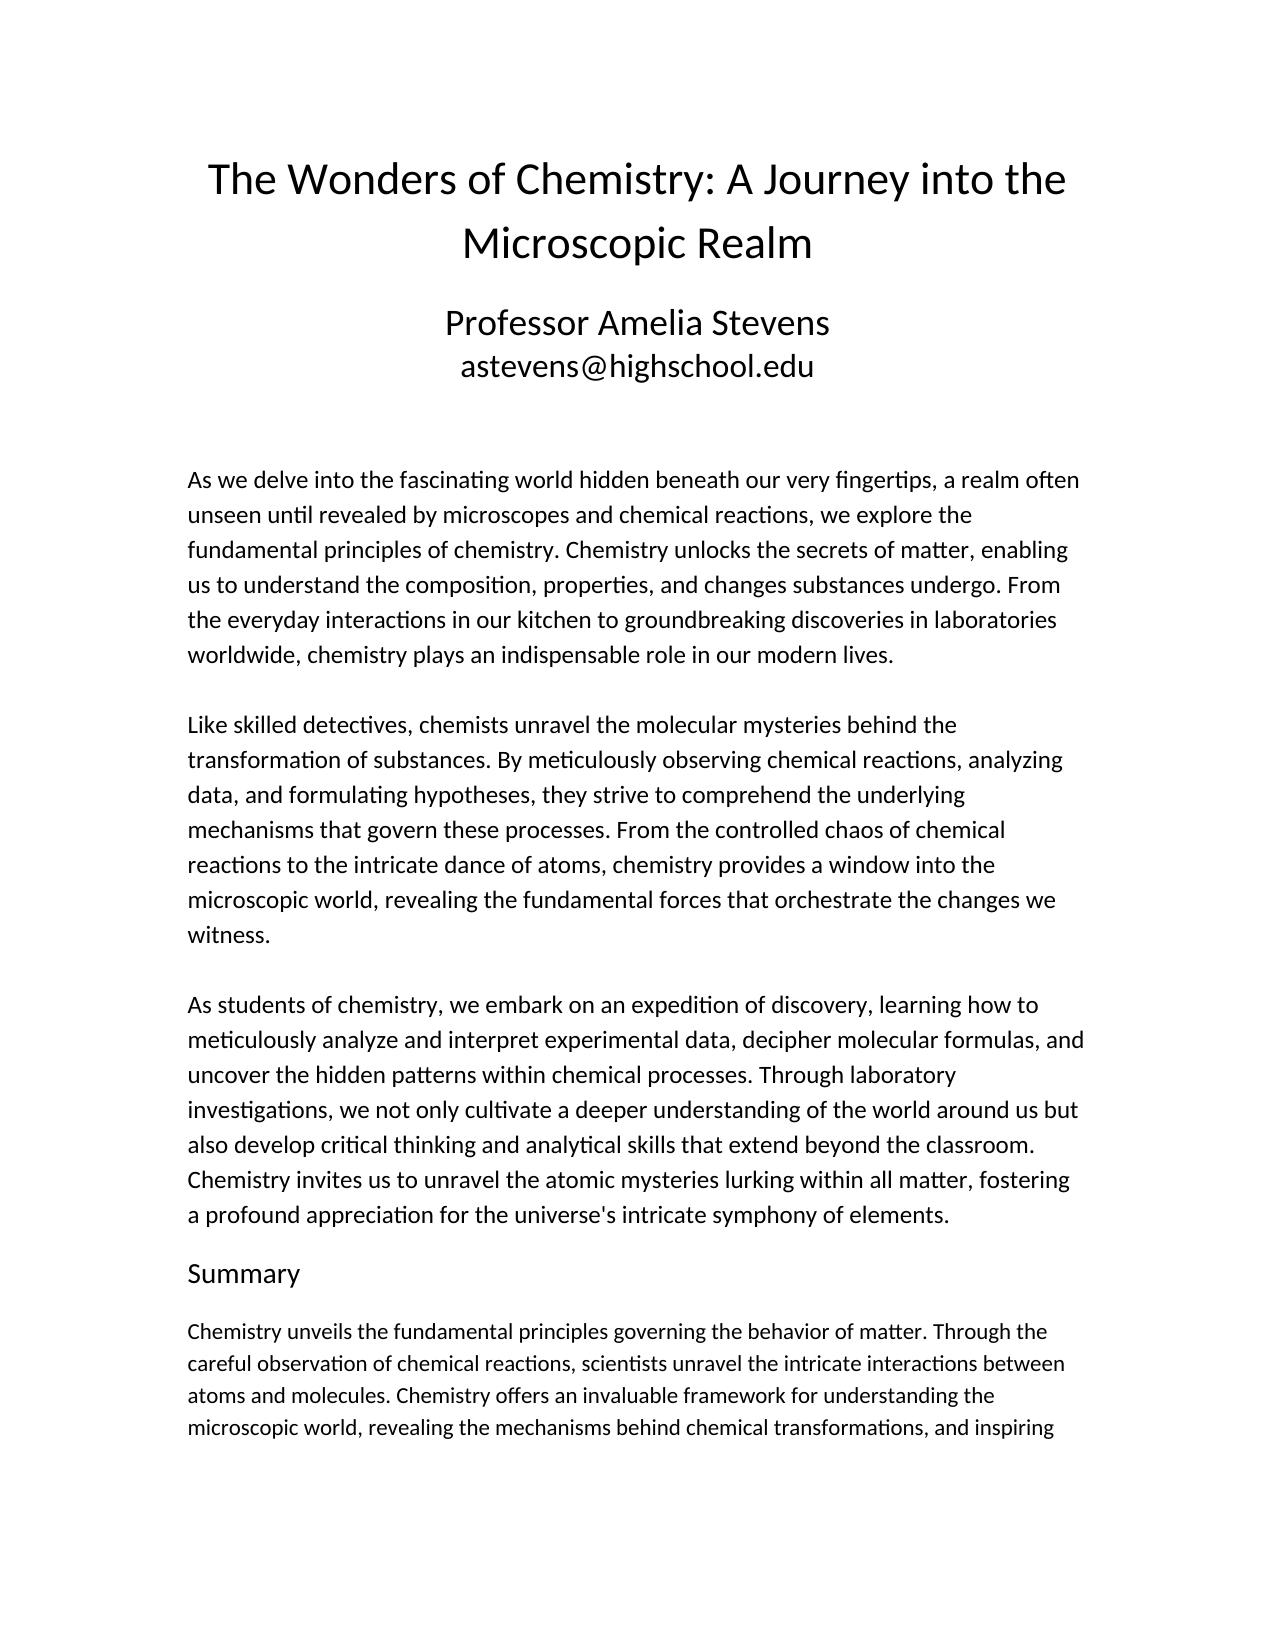 The Wonders of Chemistry: A Journey into the
Microscopic Realm
Professor Amelia Stevens
astevens@highschool.edu
As we delve into the fascinating world hidden beneath our very fingertips, a realm often
unseen until revealed by microscopes and chemical reactions, we explore the
fundamental principles of chemistry. Chemistry unlocks the secrets of matter, enabling
us to understand the composition, properties, and changes substances undergo. From
the everyday interactions in our kitchen to groundbreaking discoveries in laboratories
worldwide, chemistry plays an indispensable role in our modern lives.
Like skilled detectives, chemists unravel the molecular mysteries behind the
transformation of substances. By meticulously observing chemical reactions, analyzing
data, and formulating hypotheses, they strive to comprehend the underlying
mechanisms that govern these processes. From the controlled chaos of chemical
reactions to the intricate dance of atoms, chemistry provides a window into the
microscopic world, revealing the fundamental forces that orchestrate the changes we
witness.
As students of chemistry, we embark on an expedition of discovery, learning how to
meticulously analyze and interpret experimental data, decipher molecular formulas, and
uncover the hidden patterns within chemical processes. Through laboratory
investigations, we not only cultivate a deeper understanding of the world around us but
also develop critical thinking and analytical skills that extend beyond the classroom.
Chemistry invites us to unravel the atomic mysteries lurking within all matter, fostering
a profound appreciation for the universe's intricate symphony of elements.
Summary
Chemistry unveils the fundamental principles governing the behavior of matter. Through the
careful observation of chemical reactions, scientists unravel the intricate interactions between
atoms and molecules. Chemistry offers an invaluable framework for understanding the
microscopic world, revealing the mechanisms behind chemical transformations, and inspiring